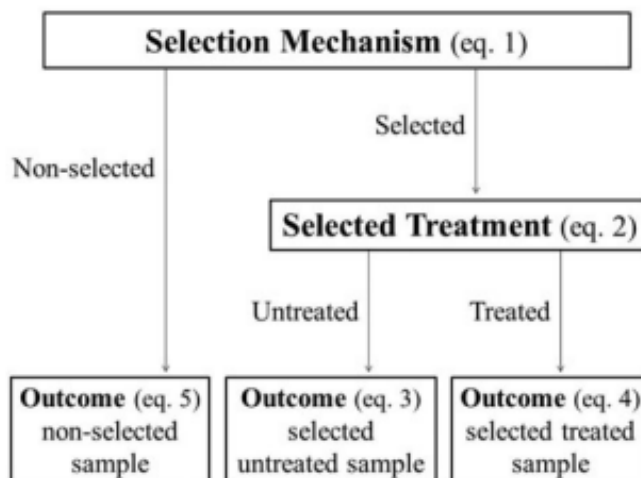 Selection Mechanism (eq. 1)
Selected
Non-selected
Selected Treatment (eq. 2)
Untreated
Treated
Outcome (eq. 5)
non-selected
sample
Outcome (eq. 3)
selected
untreated sample
Outcome (eq. 4)
selected treated
sample